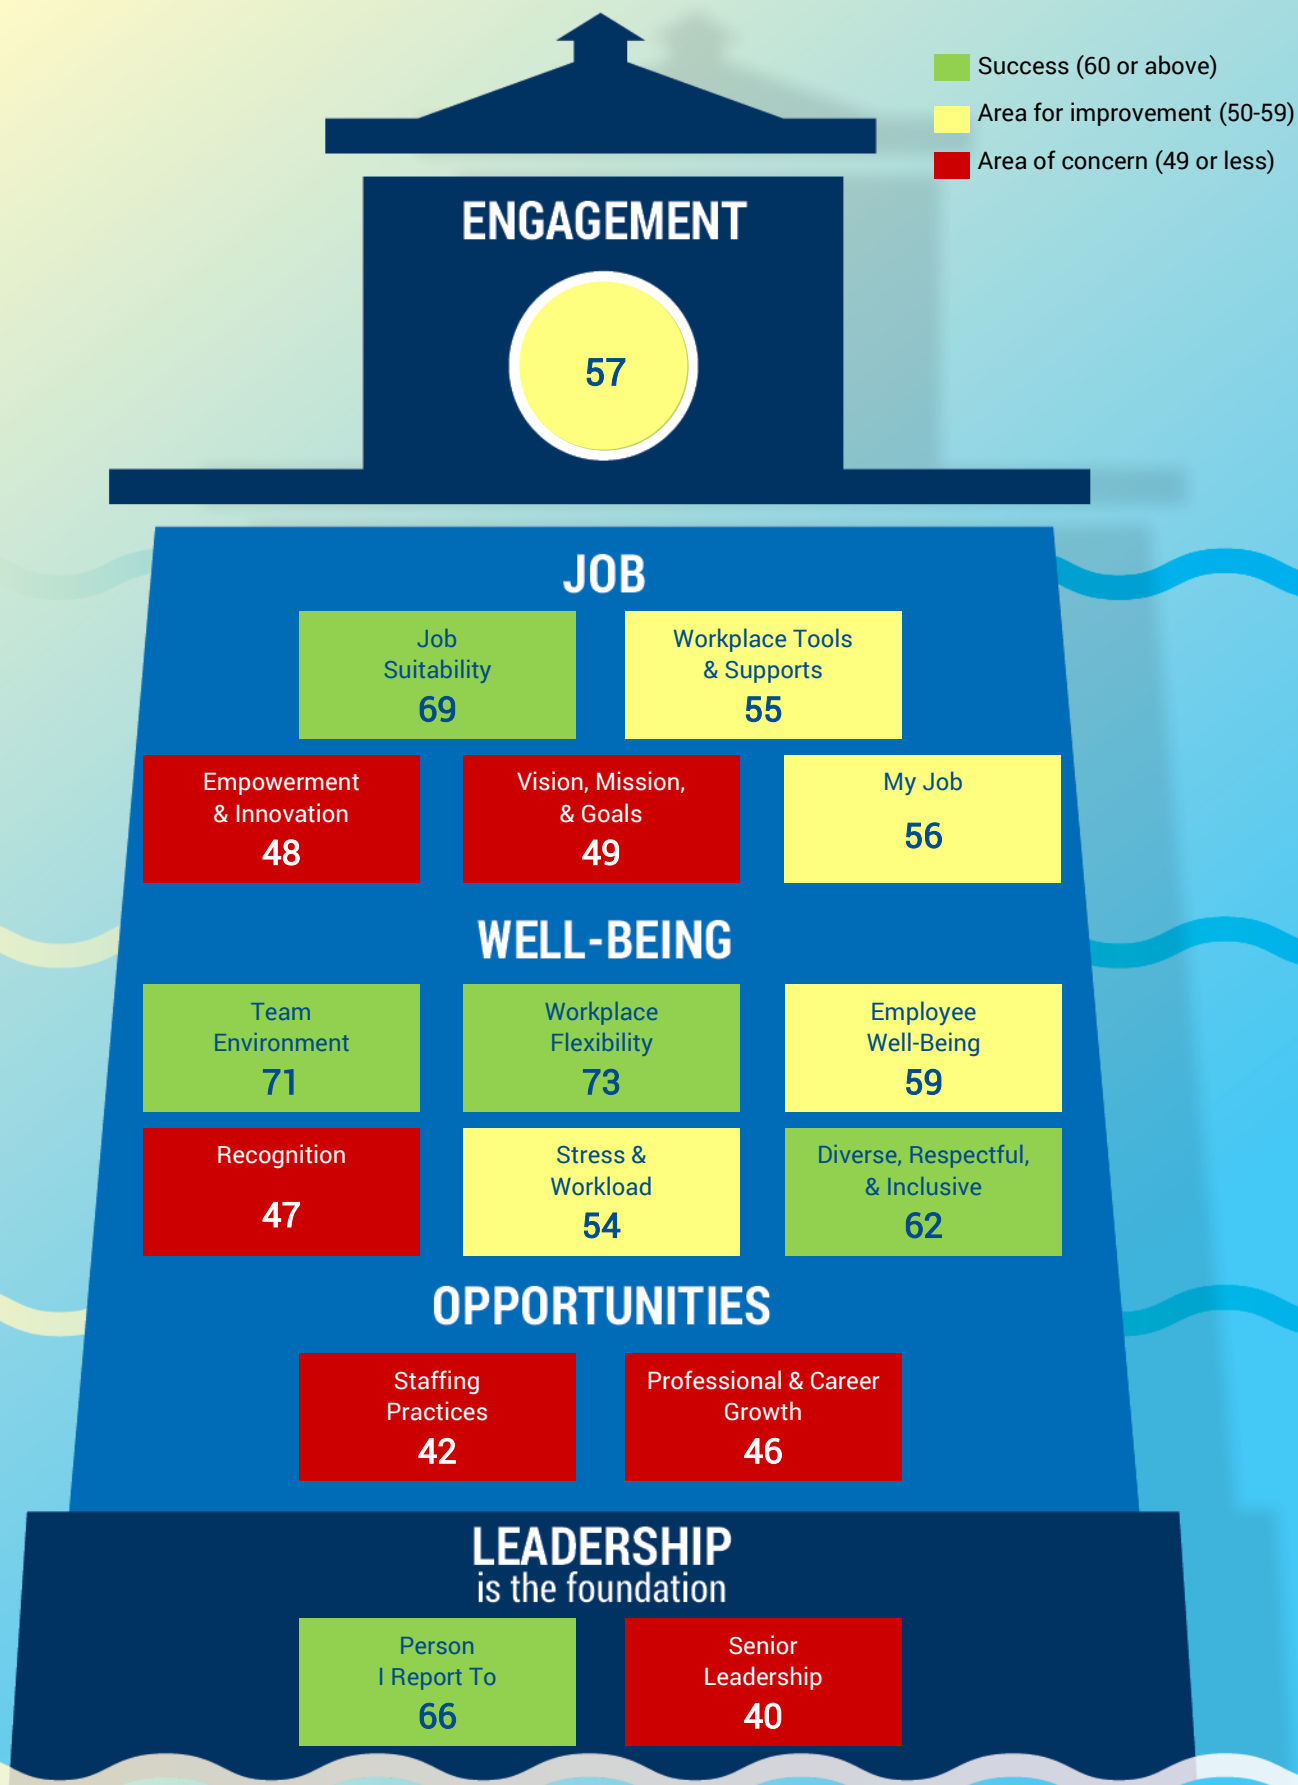 Success (60 or above)
Area for improvement (50-59)
Area of concern (49 or less)
ENGAGEMENT
57
JOB
Job
Suitability
69
Workplace Tools
& Supports
55
Empowerment
& Innovation
48
Vision, Mission,
& Goals
49
My Job
56
WELL-BEING
Team
Environment
71
Workplace
Flexibility
73
Employee
Well-Being
59
Recognition
47
Stress &
Workload
54
Diverse, Respectful,
& Inclusive
62
OPPORTUNITIES
Staffing
Practices
42
Professional & Career
Growth
46
LEADERSHIP
is the foundation
Person
I Report To
66
Senior
Leadership
40